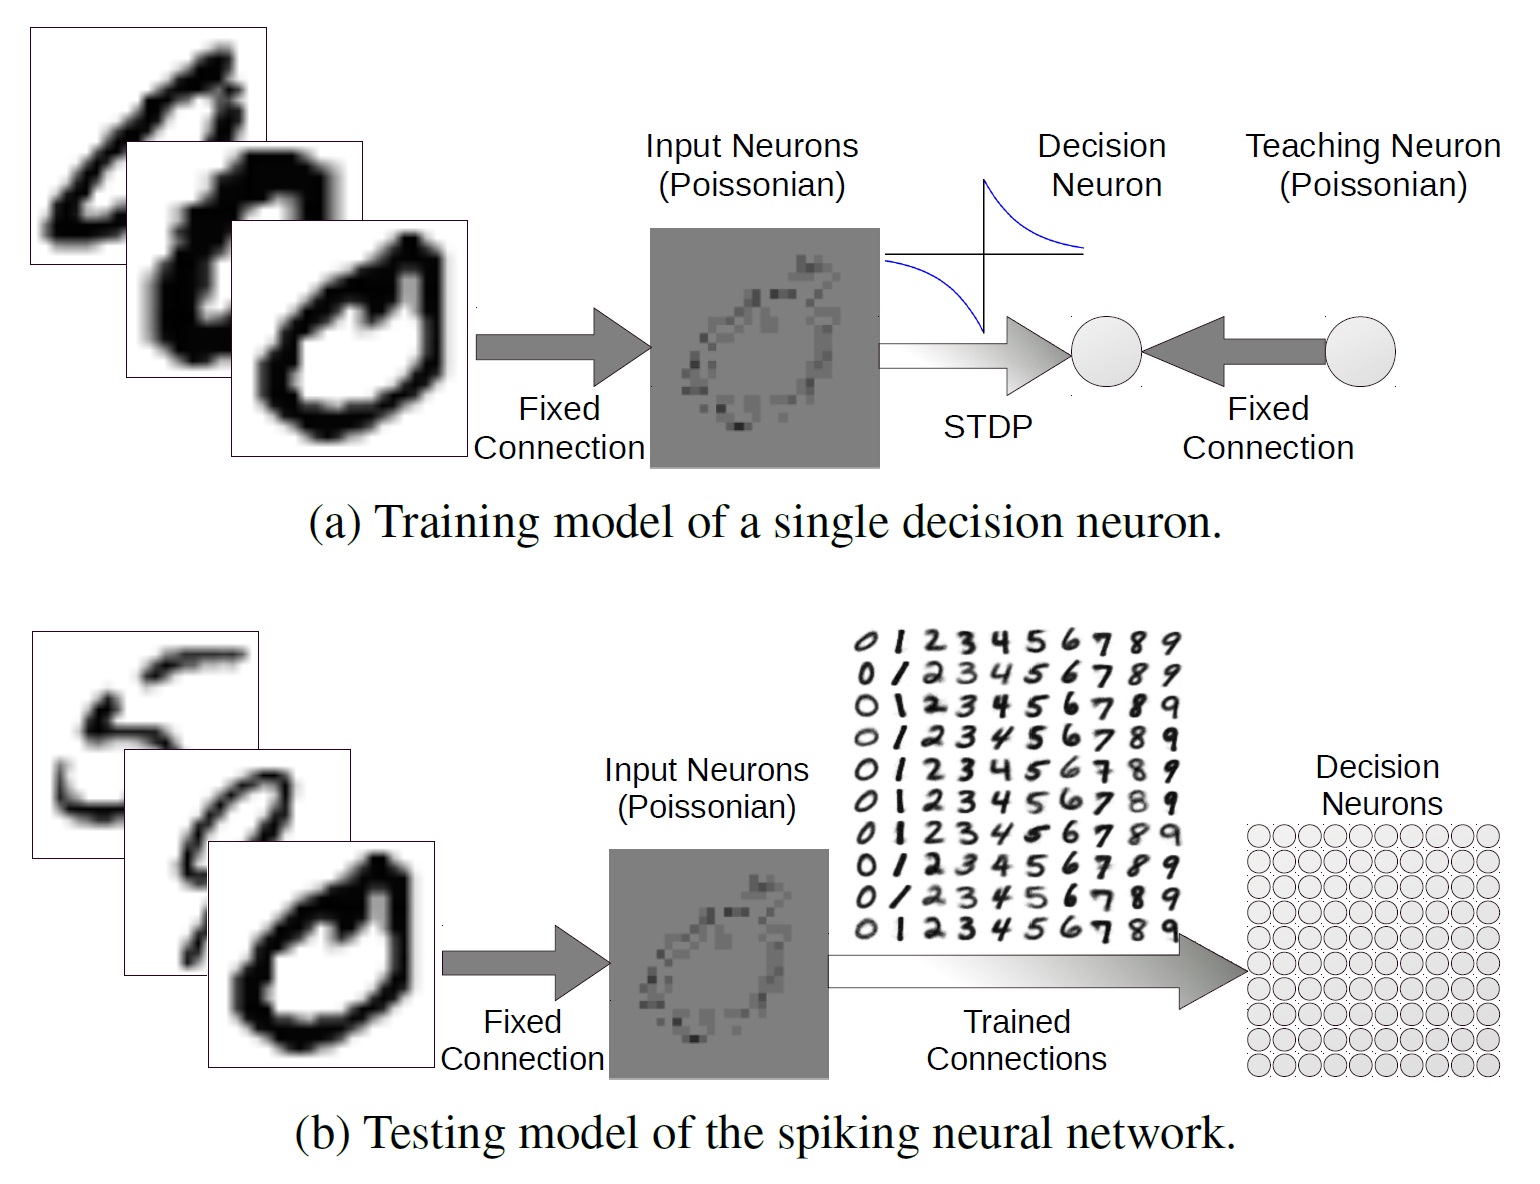 Input Neurons
(Poissonian)
Decision
Neuron
Teaching Neuron
(Poissonian)
Fixed
Connection
STDP
Fixed
Connection
(a) Training model of a single decision neuron.
0 1 2 3 4 5 6 7 8 9
0 1 2 3 4 5 6 7 8 9
0 1 2 3 4 5 6 7 8 9
0 1 2 3 4 5 6 7 8 9
0 1 2 3 4 5 6 7 8 9
0 1 2 3 4 5 6 7 8 9
0 1 2 3 4 5 6 7 8 9
0 1 2 3 4 5 6 7 8 9
0 1 2 3 4 5 6 7 8 9
0 1 2 3 4 5 6 7 8 9
Input Neurons
(Poissonian)
Decision
Neurons
Fixed
Connection
Trained
Connections
(b) Testing model of the spiking neural network.